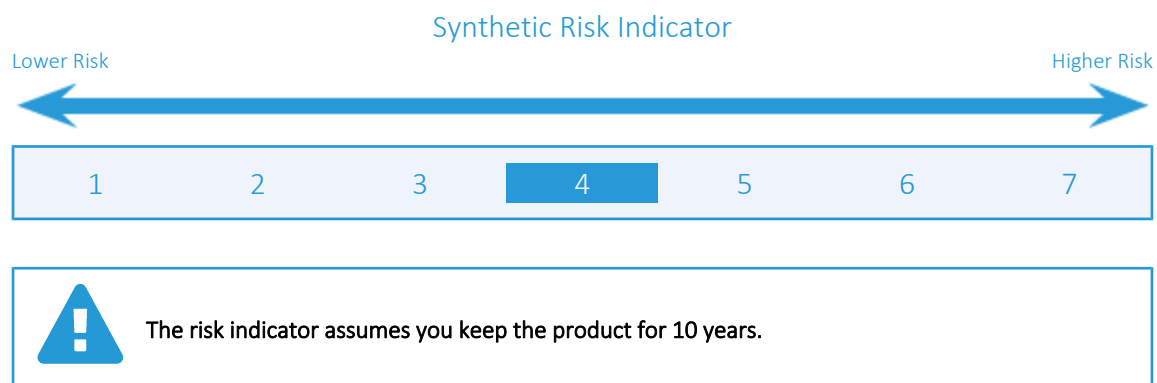 Synthetic Risk Indicator
Lower Risk Higher Risk
1 2 3 4 5 6 7
The risk indicator assumes you keep the product for 10 years.